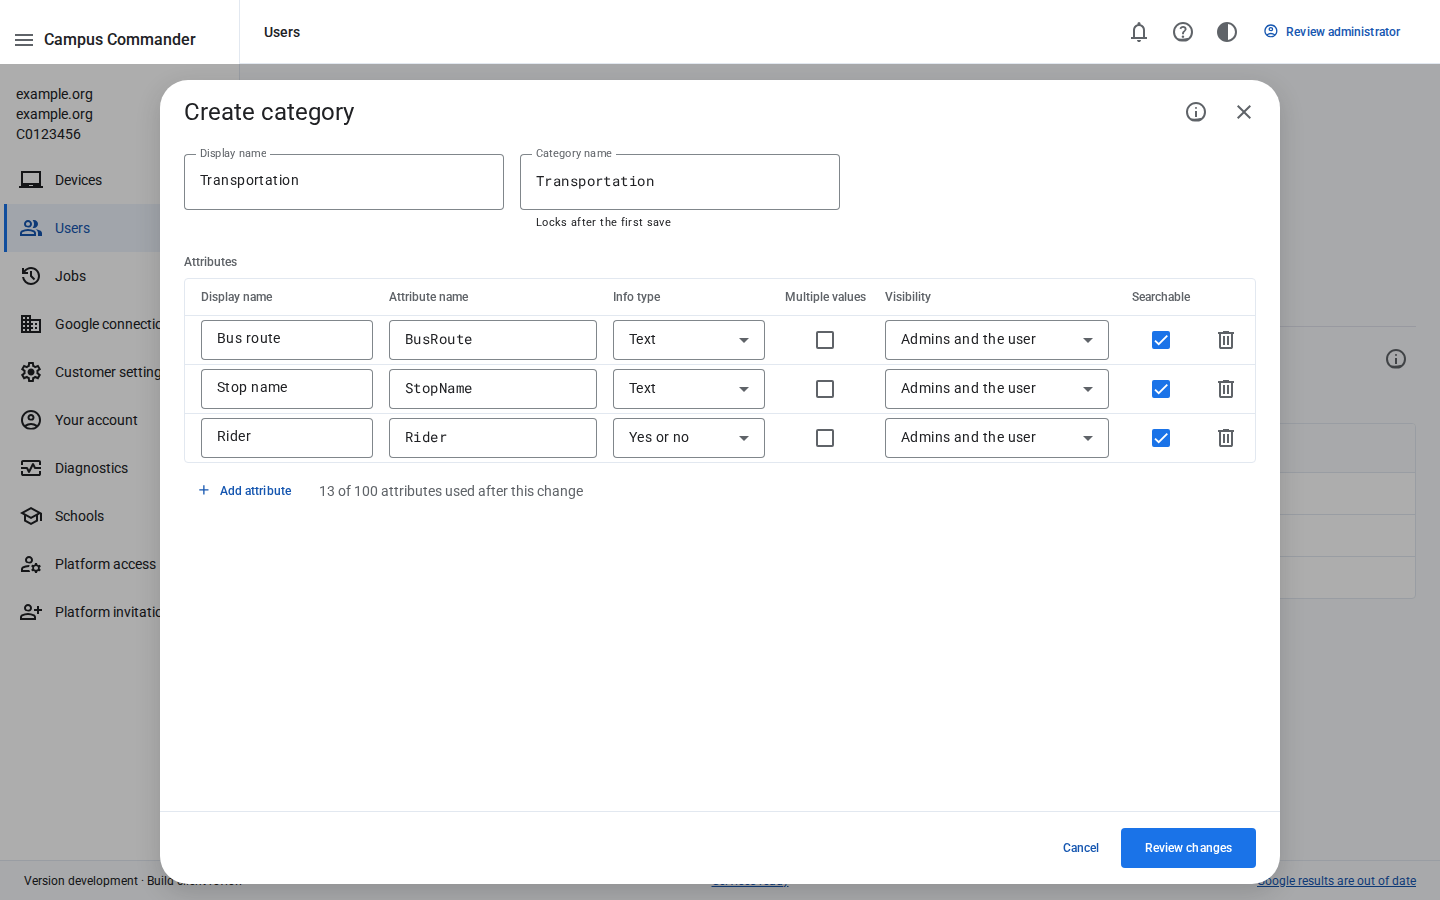 Campus Commander
Users
Review administrator
example.org
example.org
C0123456
Devices
Users
Jobs
Google
Customer
Your account
Diagnostics
Schools
Platform access
Platform
Create category
Display name
Transportation
Category name
Transportation
Locks after the first save
Attributes
Display name Attribute name Info type Multiple values Visibility Searchable
Bus route BusRoute Text Admins and the user
Stop name StopName Text Admins and the user
Rider Rider Yes or no Admins and the user
Add attribute 13 of 100 attributes used after this change
Cancel Review changes
Version development · Build
Google results are out of date